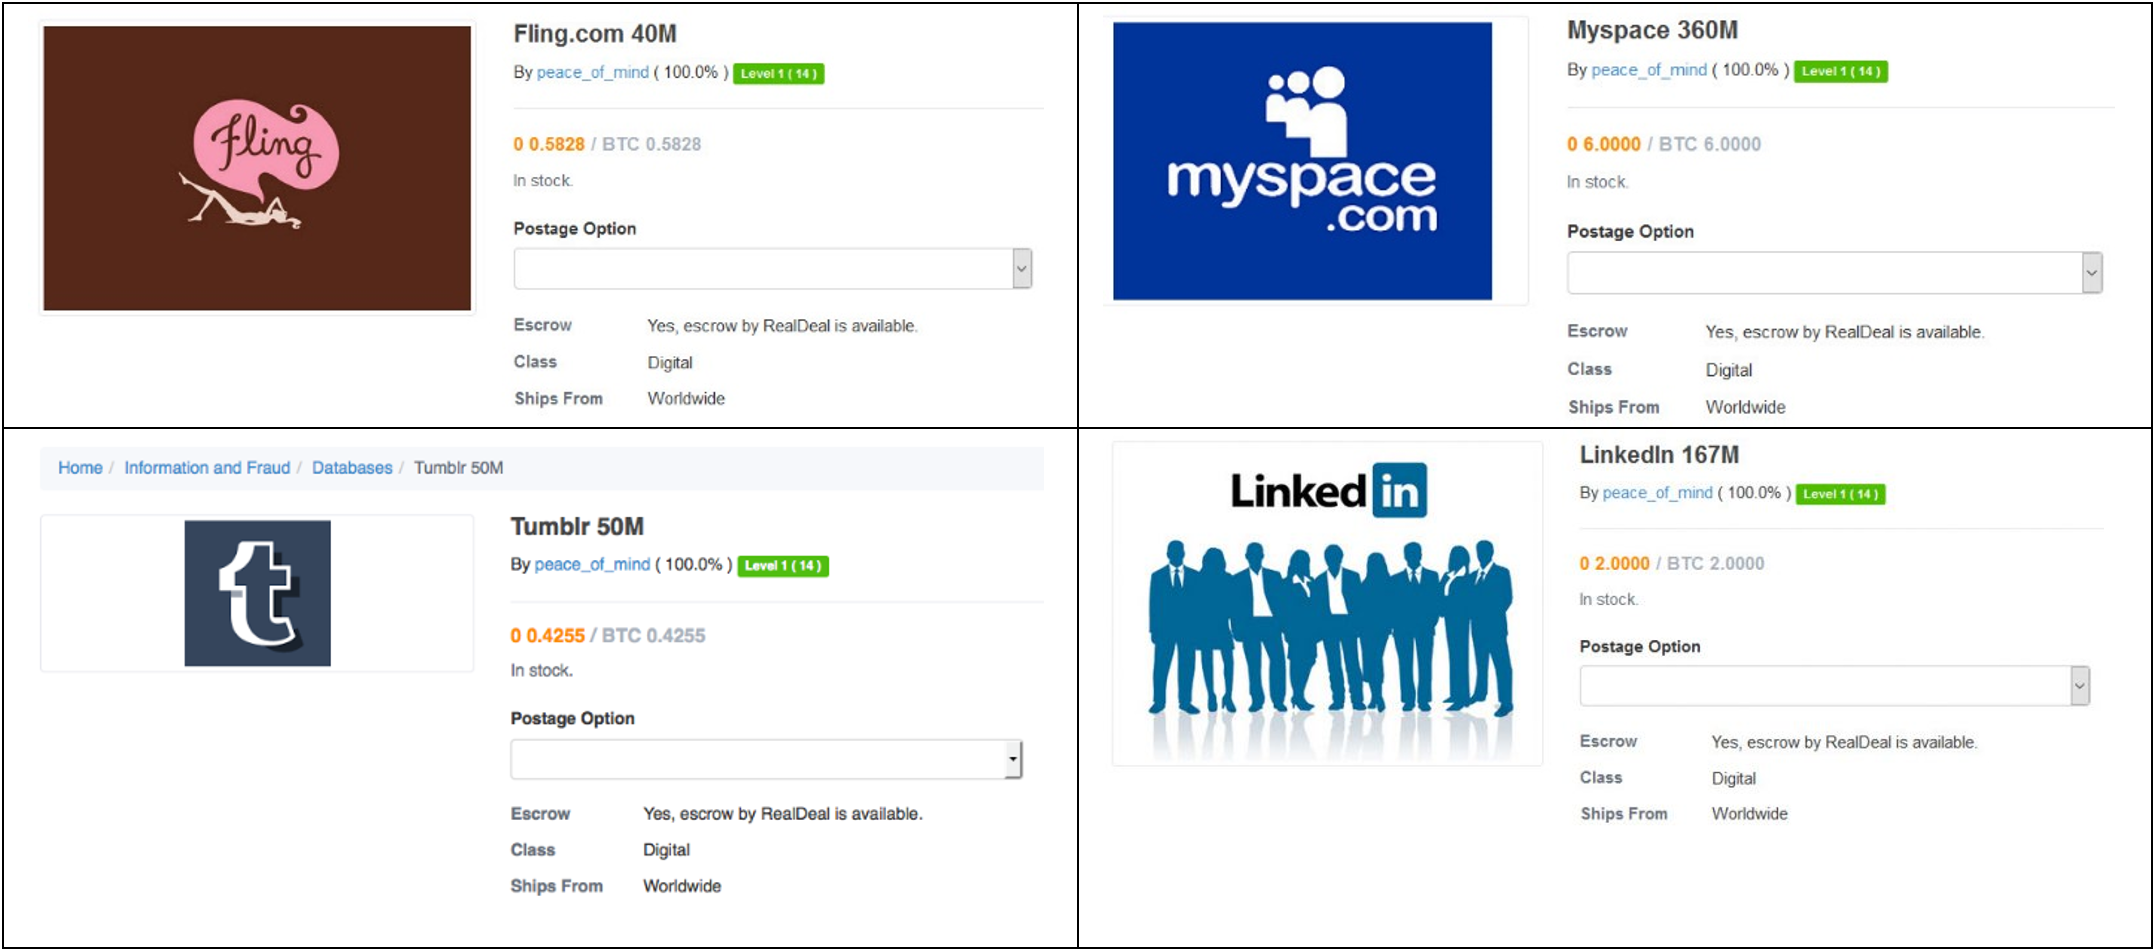 Fling
Fling.com 40M
By peace_of_mind ( 100.0% ) Level 1 ( 14 )
0 0.5828 / BTC 0.5828
In stock.
Postage Option
Escrow Yes, escrow by RealDeal is available.
Class Digital
Ships From Worldwide
myspace
.com
Myspace 360M
By peace_of_mind ( 100.0% ) Level 1 ( 14 )
0 6.0000 / BTC 6.0000
In stock.
Postage Option
Escrow Yes, escrow by RealDeal is available.
Class Digital
Ships From Worldwide
Home / Information and Fraud / Databases / Tumblr 50M
t
Tumblr 50M
By peace_of_mind ( 100.0% ) Level 1 ( 14 )
0 0.4255 / BTC 0.4255
In stock.
Postage Option
Escrow Yes, escrow by RealDeal is available.
Class Digital
Ships From Worldwide
Linked in
LinkedIn 167M
By peace_of_mind ( 100.0% ) Level 1 ( 14 )
0 2.0000 / BTC 2.0000
In stock.
Postage Option
Escrow Yes, escrow by RealDeal is available.
Class Digital
Ships From Worldwide